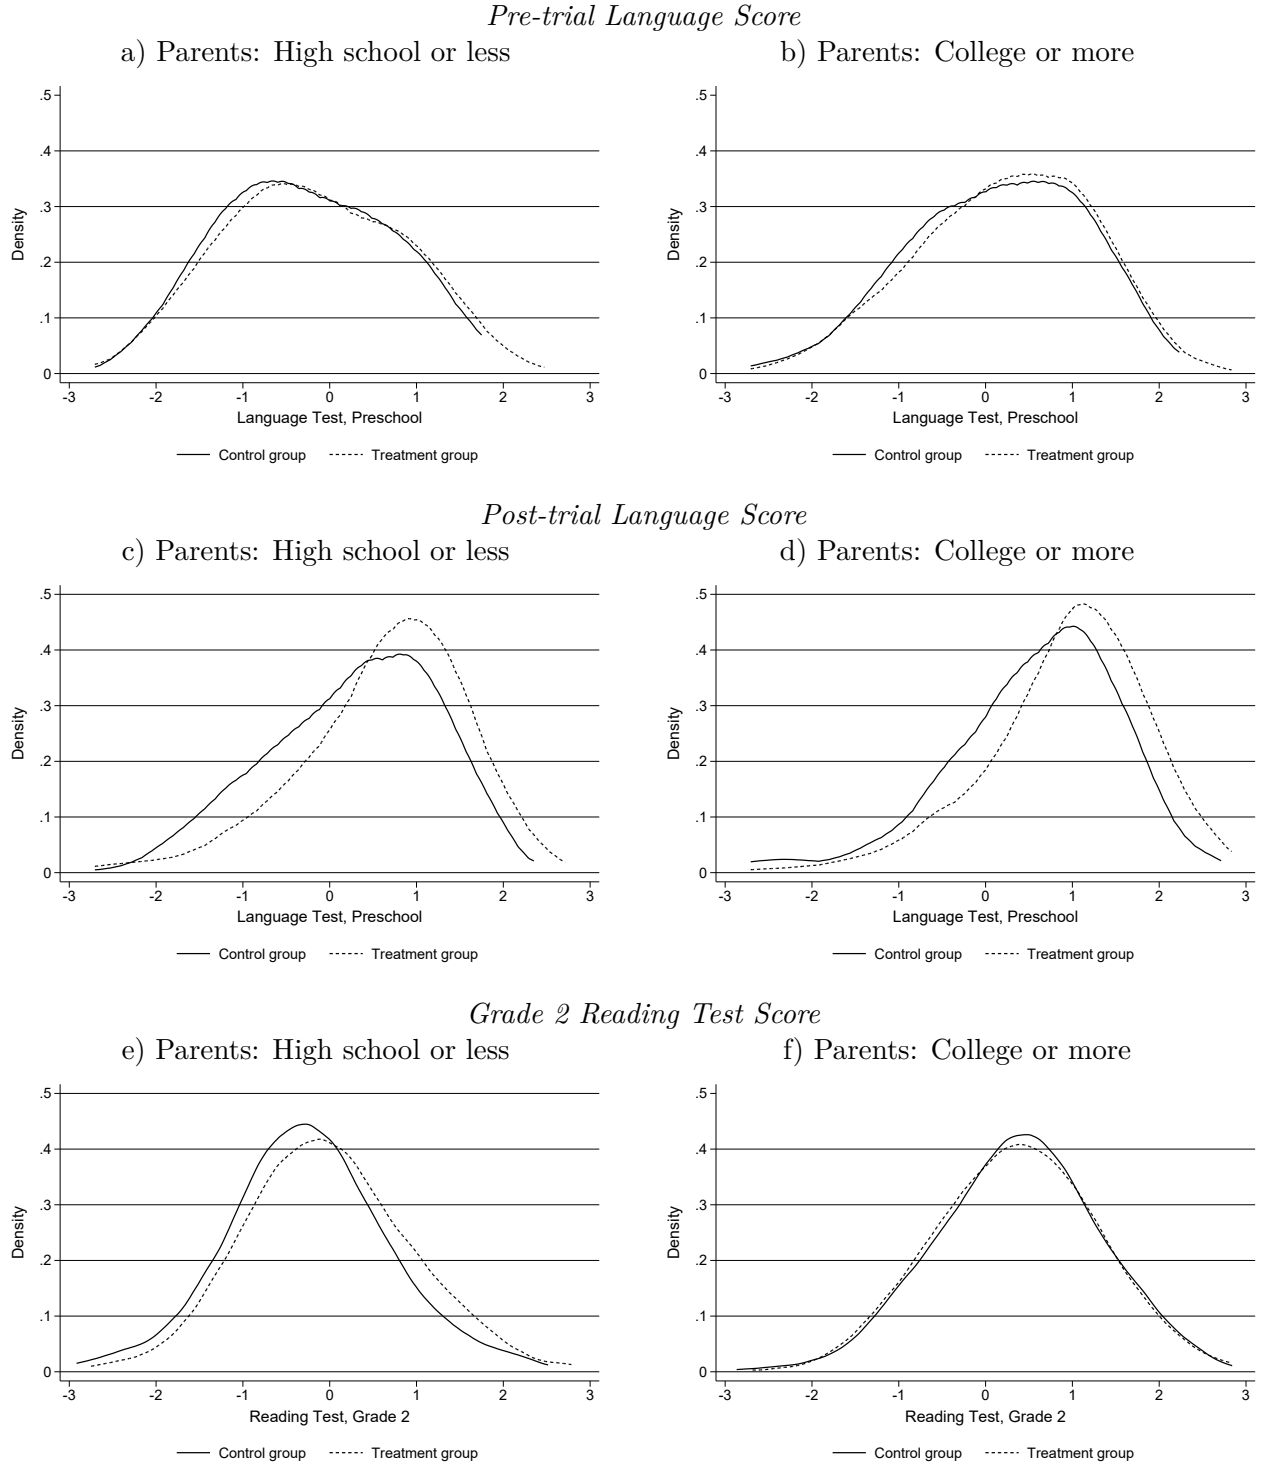 Pre-trial Language Score
a) Parents: High school or less
b) Parents: College or more
.5
.4
.3
.2
.1
0
Density
-3 -2 -1 0 1 2 3
Language Test, Preschool
Control group Treatment group
.5
.4
.3
.2
.1
0
Density
-3 -2 -1 0 1 2 3
Language Test, Preschool
Control group Treatment group
Post-trial Language Score
c) Parents: High school or less
d) Parents: College or more
.5
.4
.3
.2
.1
0
Density
-3 -2 -1 0 1 2 3
Language Test, Preschool
Control group Treatment group
.5
.4
.3
.2
.1
0
Density
-3 -2 -1 0 1 2 3
Language Test, Preschool
Control group Treatment group
Grade 2 Reading Test Score
e) Parents: High school or less
f) Parents: College or more
.5
.4
.3
.2
.1
0
Density
-3 -2 -1 0 1 2 3
Reading Test, Grade 2
Control group Treatment group
.5
.4
.3
.2
.1
0
Density
-3 -2 -1 0 1 2 3
Reading Test, Grade 2
Control group Treatment group